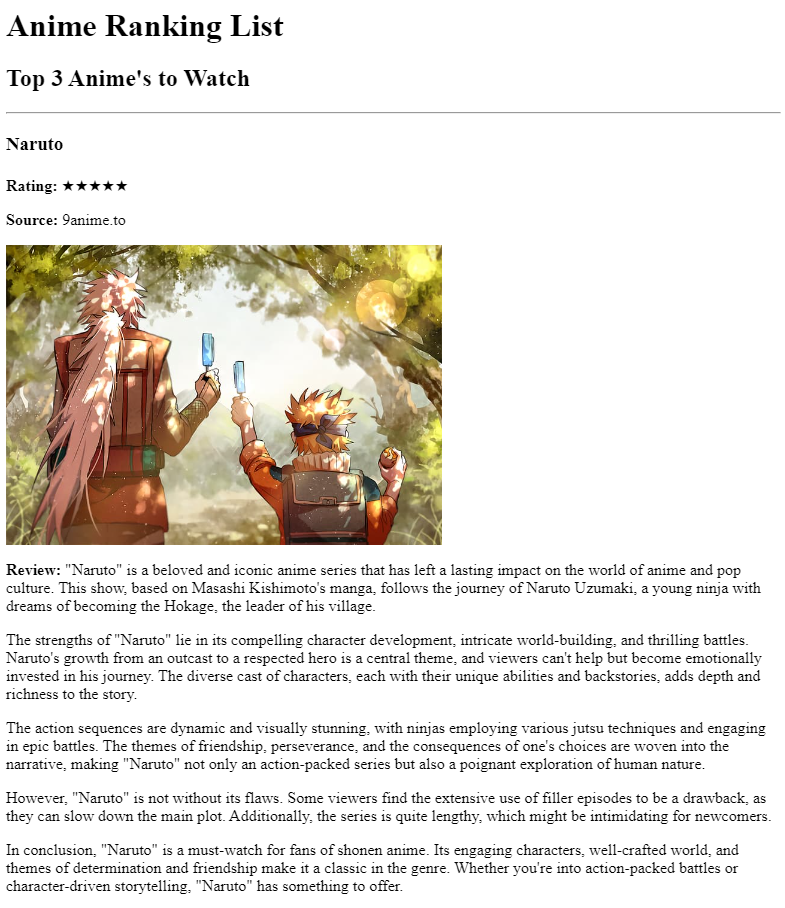 Anime Ranking List
Top 3 Anime's to Watch
Naruto
Rating: ★★★★★
Source: 9anime.to
Review: "Naruto" is a beloved and iconic anime series that has left a lasting impact on the world of anime and pop
culture. This show, based on Masashi Kishimoto's manga, follows the journey of Naruto Uzumaki, a young ninja with
dreams of becoming the Hokage, the leader of his village.
The strengths of "Naruto" lie in its compelling character development, intricate world-building, and thrilling battles.
Naruto's growth from an outcast to a respected hero is a central theme, and viewers can't help but become emotionally
invested in his journey. The diverse cast of characters, each with their unique abilities and backstories, adds depth and
richness to the story.
The action sequences are dynamic and visually stunning, with ninjas employing various jutsu techniques and engaging
in epic battles. The themes of friendship, perseverance, and the consequences of one's choices are woven into the
narrative, making "Naruto" not only an action-packed series but also a poignant exploration of human nature.
However, "Naruto" is not without its flaws. Some viewers find the extensive use of filler episodes to be a drawback, as
they can slow down the main plot. Additionally, the series is quite lengthy, which might be intimidating for newcomers.
In conclusion, "Naruto" is a must-watch for fans of shonen anime. Its engaging characters, well-crafted world, and
themes of determination and friendship make it a classic in the genre. Whether you're into action-packed battles or
character-driven storytelling, "Naruto" has something to offer.